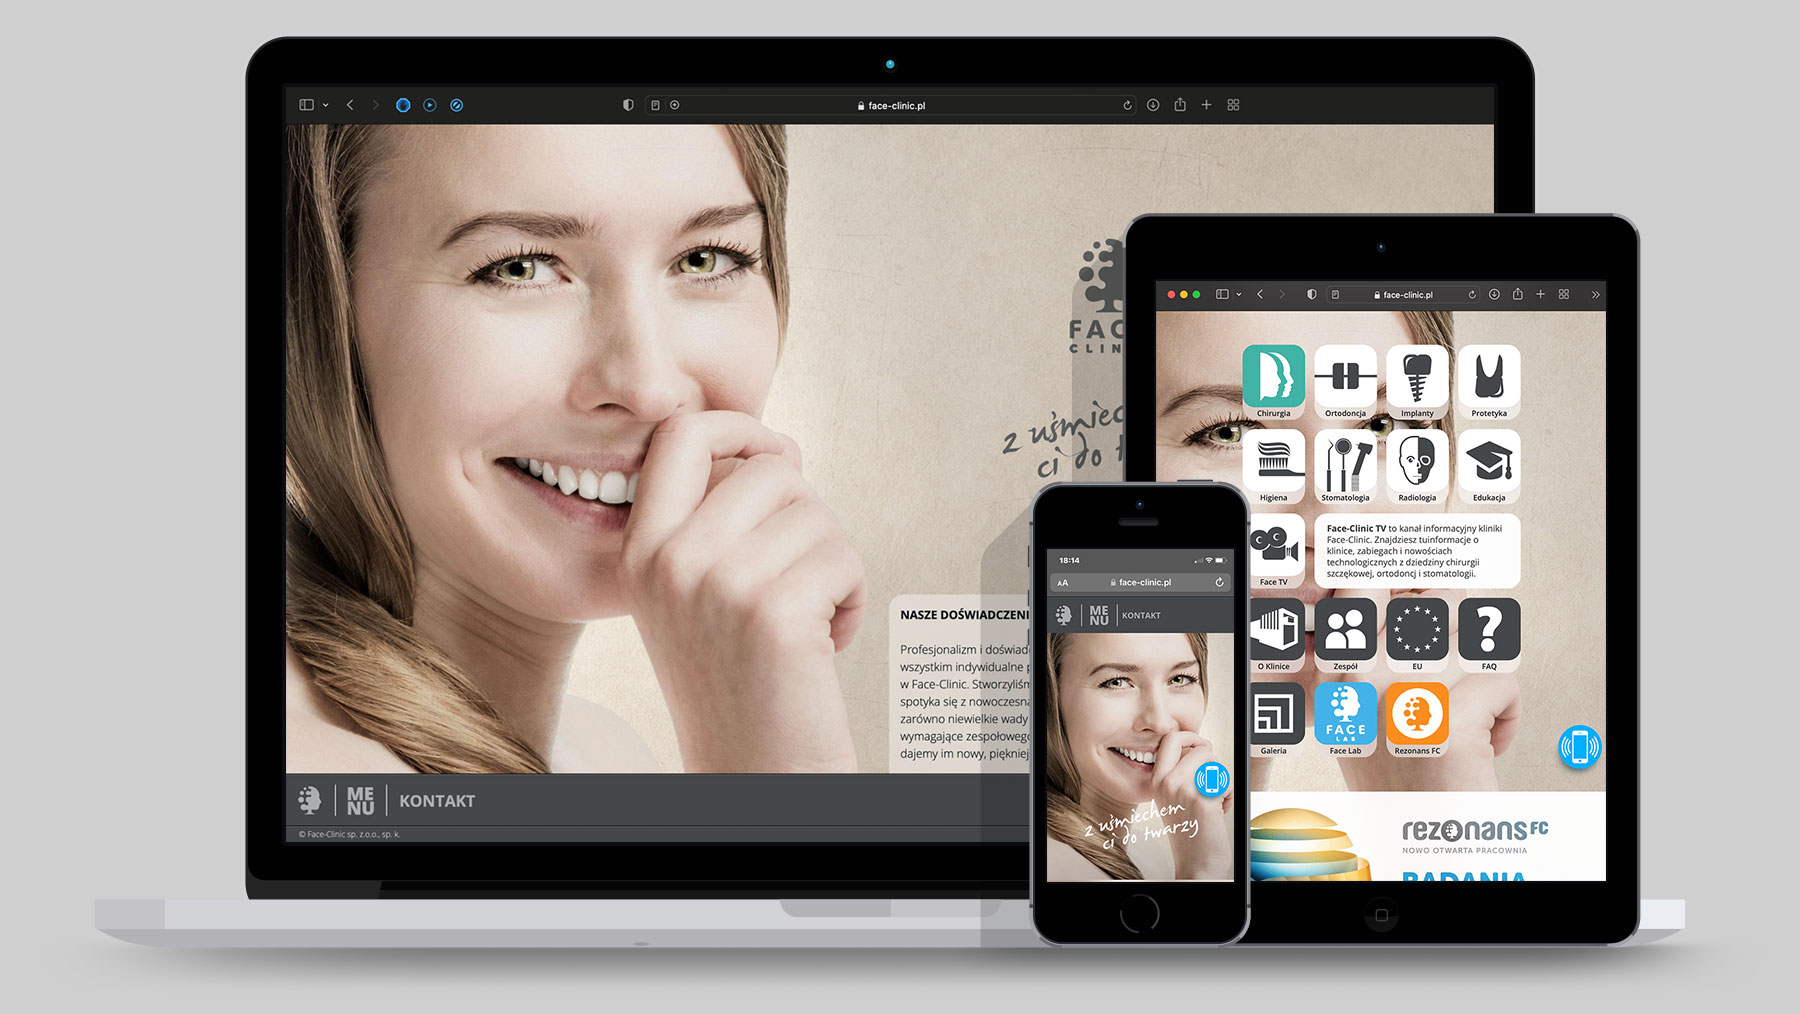 face-clinic.pl
FAC
CLIN
z uśmiec
ci do t
NASZE DOŚWIADCZENI
Profesjonalizm i doświad
wszystkim indywidualne p
w Face-Clinic. Stworzyliśm
spotyka się z nowoczesną
zarówno niewielkie wady
wymagające zespołowego
dajemy im nowy, piękniej
ME
NU
KONTAKT
© Face-Clinic sp. z.o.o., sp. k.
face-clinic.pl
Chirurgia
Ortodoncja
Implanty
Protetyka
Higiena
Stomatologia
Radiologia
Edukacja
Face TV
Face-Clinic TV to kanał informacyjny kliniki
Face-Clinic. Znajdziesz tuinformacje o
klinice, zabiegach i nowościach
technologicznych z dziedziny chirurgii
szczękowej, ortodoncj i stomatologii.
O Klinice
Zespół
EU
?
FAQ
Galeria
FACE
LAB
Face Lab
Rezonans FC
rezonans FC
NOWO OTWARTA PRACOWNIA
BADANIA
18:14
AA
face-clinic.pl
ME
NU
KONTAKT
z uśmiechem
ci do twarzy